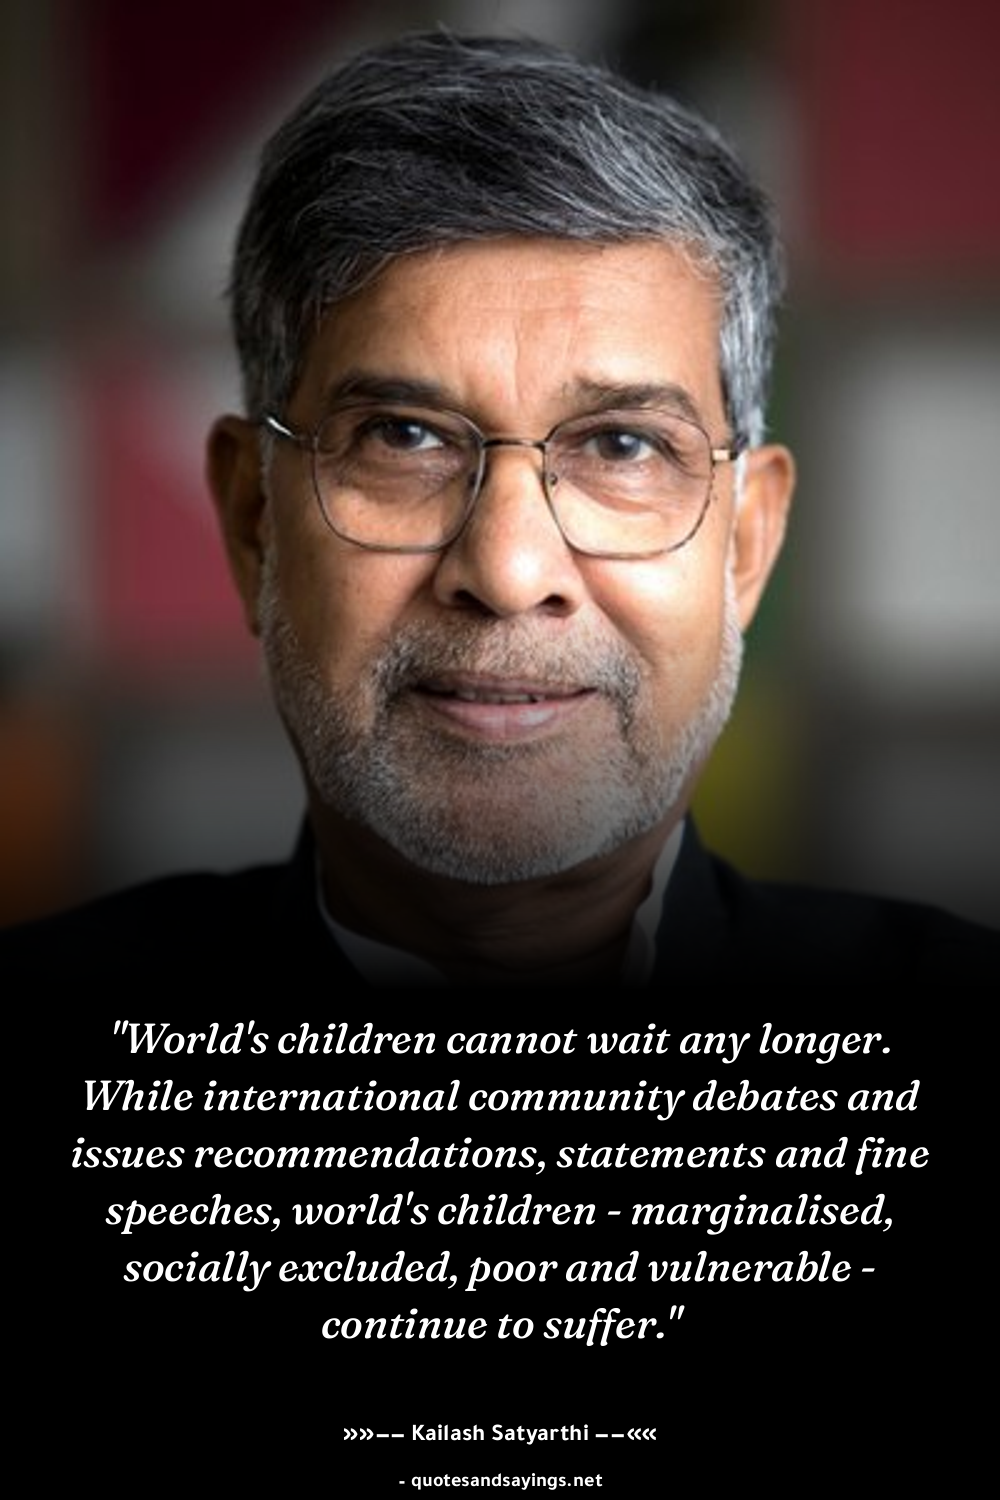 "World's children cannot wait any longer.
While international community debates and
issues recommendations, statements and fine
speeches, world's children - marginalised,
socially excluded, poor and vulnerable -
continue to suffer."
»»–– Kailash Satyarthi ––««
- quotesandsayings.net